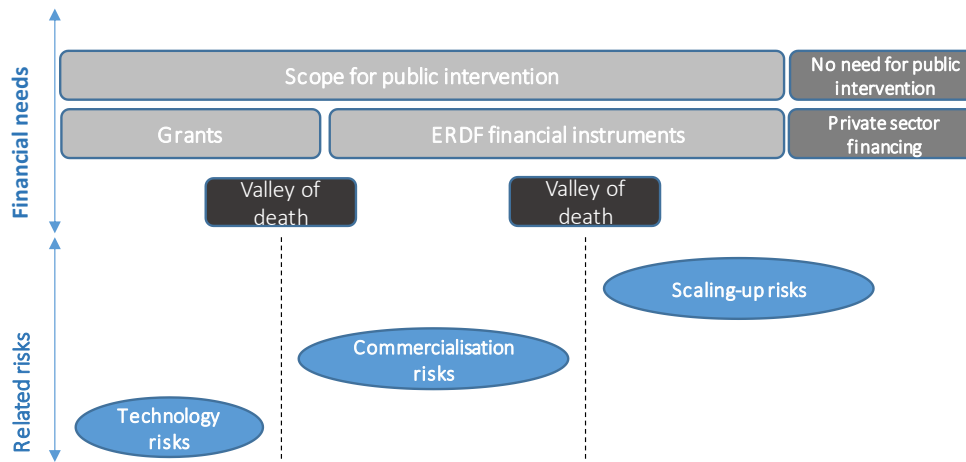 Financial needs
Scope for public intervention
No need for public
intervention
Grants
ERDF financial instruments
Private sector
financing
Valley of
death
Valley of
death
Related risks
Scaling-up risks
Commercialisation
risks
Technology
risks